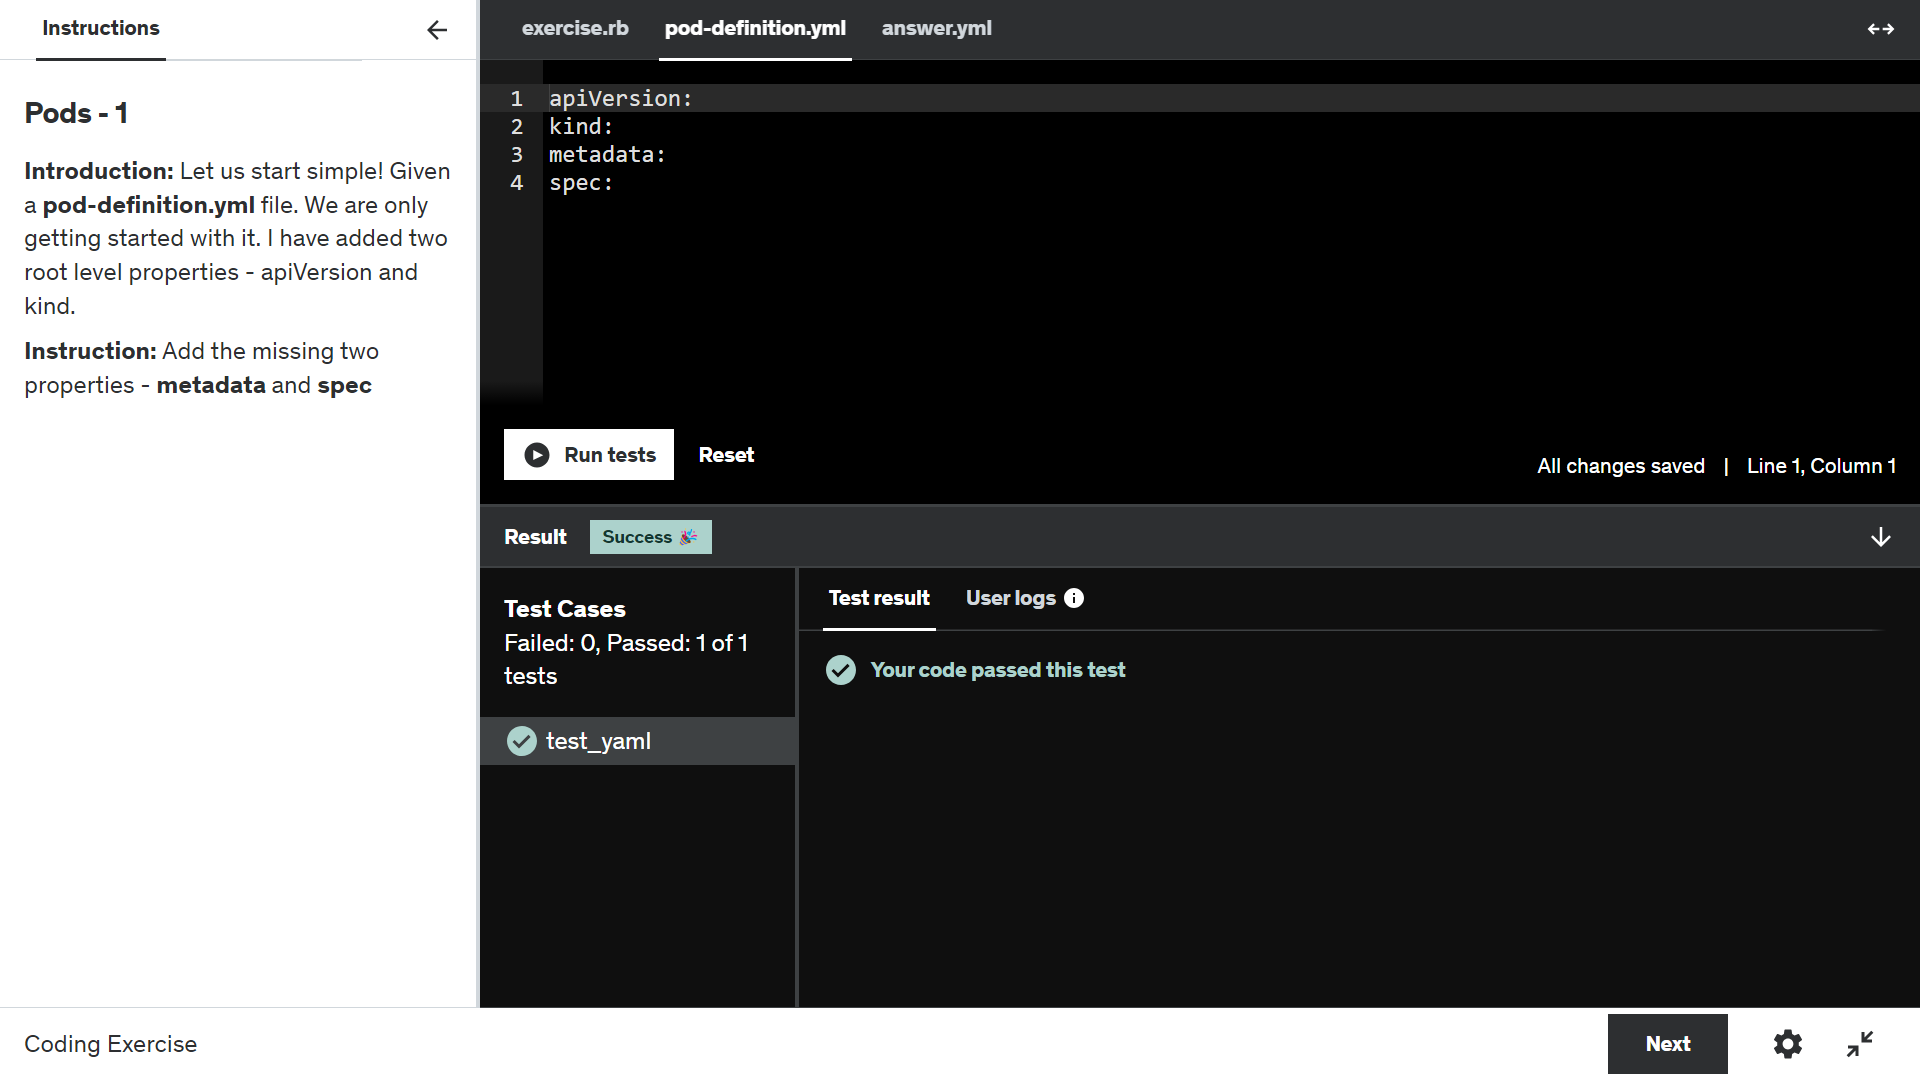 Instructions
Pods - 1
Introduction: Let us start simple! Given
a pod-definition.yml file. We are only
getting started with it. I have added two
root level properties - apiVersion and
kind.
Instruction: Add the missing two
properties - metadata and spec
exercise.rb
pod-definition.yml
answer.yml
1 apiVersion:
2 kind:
3 metadata:
4 spec:
Run tests
Reset
All changes saved | Line 1, Column 1
Result
Success 🎉
Test Cases
Failed: 0, Passed: 1 of 1
tests
test_yaml
Test result
User logs
Your code passed this test
Coding Exercise
Next